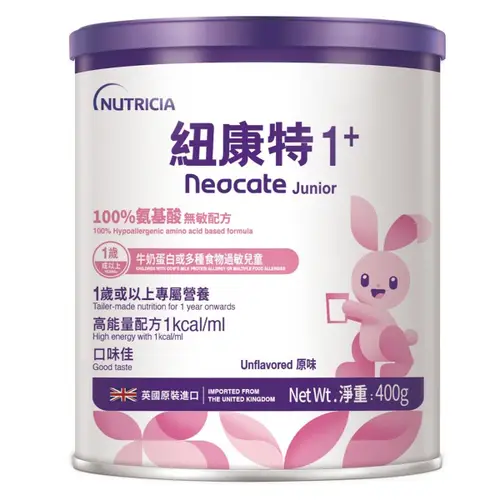 NUTRICIA
紐康特1+
Neocate Junior
100%氨基酸 無敏配方
100% Hypoallergenic amino acid based formula
1歲
或以上
牛奶蛋白或多種食物過敏兒童
CHILDREN WITH COW'S MILK PROTEIN ALLERGY OR MULTIPLE FOOD ALLERGIES
1歲或以上專屬營養
Tailor-made nutrition for 1 year onwards
高能量配方1kcal/ml
High energy with 1kcal/ml
口味佳
Good taste
Unflavored 原味
英國原裝進口
IMPORTED FROM
THE UNITED KINGDOM
Net Wt. 淨重:400g